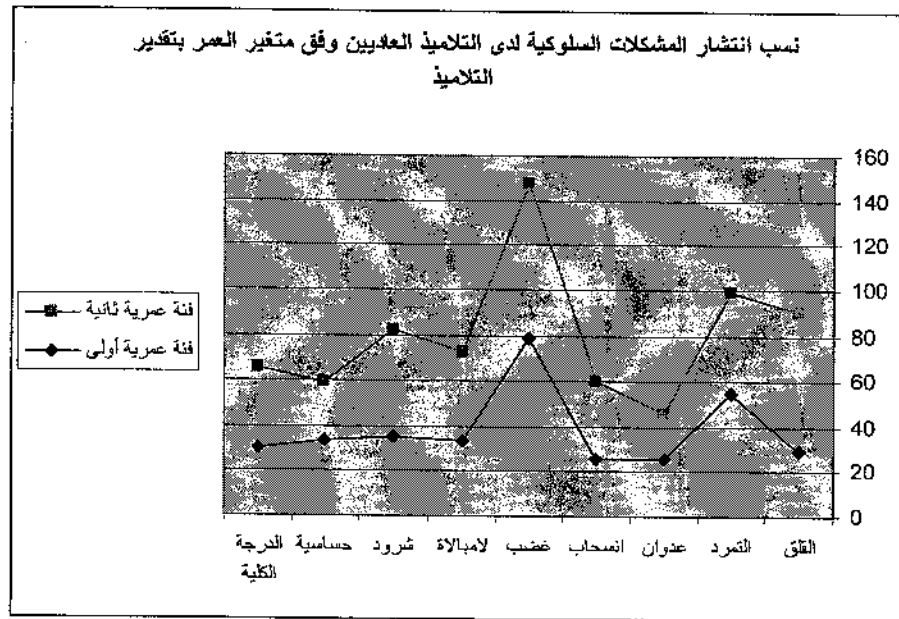 نسب انتشار المشكلات السلوكية لدى التلاميذ العاديين وفق متغير العمر بتقدير
التلاميذ
160
140
120
100
80
60
40
20
0
القلق التمرد عدوان انسحاب غضب لامبالاة شرود حساسية الدرجة
الكلية
فئة عمرية ثانية
فئة عمرية أولى